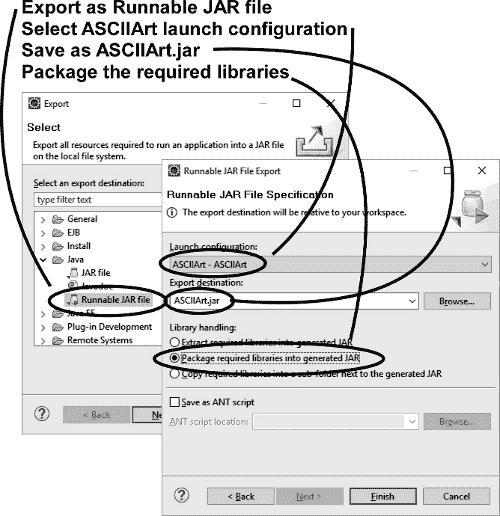 Export as Runnable JAR file
Select ASCIIArt launch configuration
Save as ASCIIArt.jar
Package the required libraries
Export
Select
Export all resources required to run an application into a JAR file
on the local file system.
Select an export destination:
type filter text
General
EJB
Install
Java
JAR file
Javadoc
Runnable JAR file
Java EE
Plug-in Development
Remote Systems
< Back
Runnable JAR File Export
Runnable JAR File Specification
The export destination will be relative to your workspace.
Launch configuration:
ASCIIArt - ASCIIArt
Export destination:
ASCIIArt.jar
Browse...
Library handling:
Extract required libraries into generated JAR
Package required libraries into generated JAR
Copy required libraries into a sub-folder next to the generated JAR
Save as ANT script
ANT script location:
Browse...
< Back
Next >
Finish
Cancel